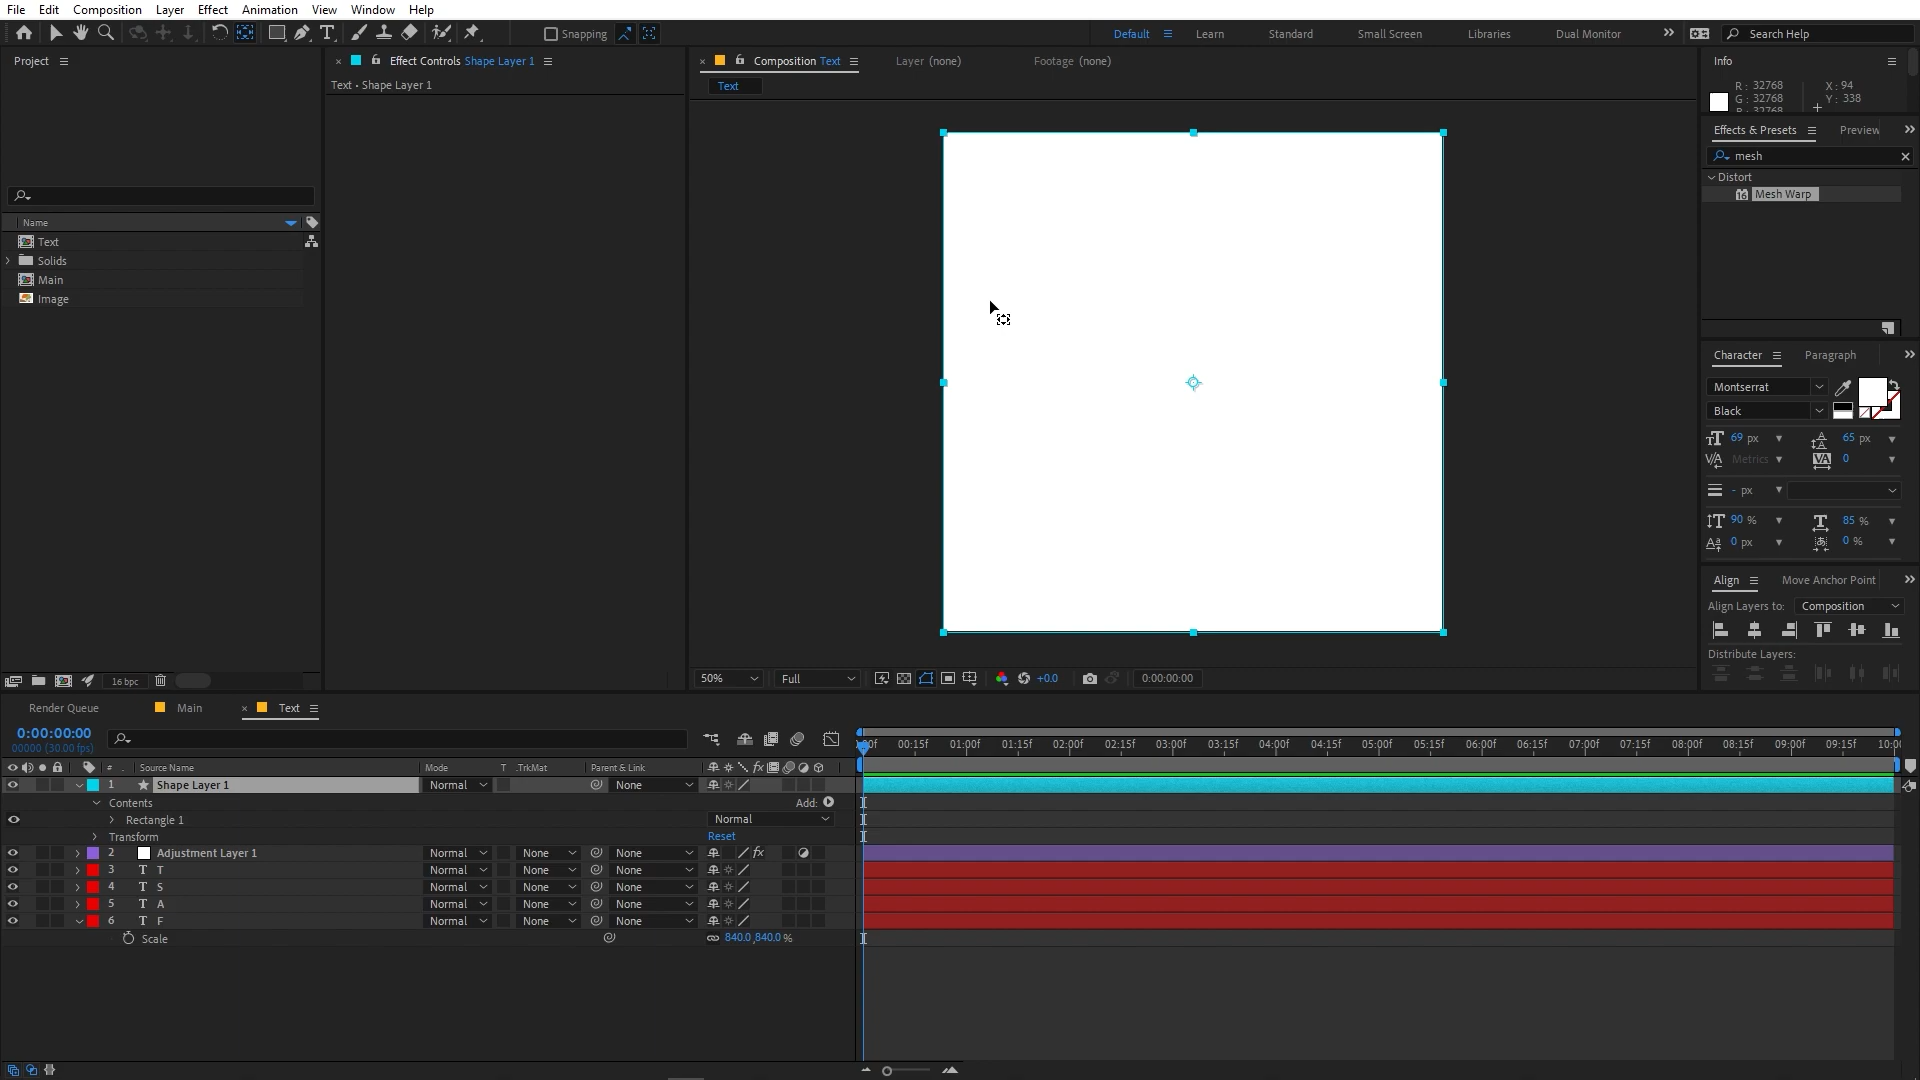 File Edit Composition Layer Effect Animation View Window Help
Snapping Default Learn Standard Small Screen Libraries Dual Monitor Search Help
Project
Effect Controls Shape Layer 1
Composition Text
Layer (none)
Footage (none)
Text • Shape Layer 1
Text
Name
Text
Solids
Main
Image
16 bpc
50% Full +0.0 0:00:00:00
Info
R: 32768 X: 94
G: 32768 Y: 338
B: 32768
Effects & Presets Preview
mesh
Distort
Mesh Warp
16
Character Paragraph
Montserrat
Black
69 px 65 px
Metrics 0
- px
90 % 85 %
0 px 0 %
Align Move Anchor Point
Align Layers to: Composition
Distribute Layers:
Render Queue Main Text
0:00:00:00
00000 (30.00 fps)
:00f 00:15f 01:00f 01:15f 02:00f 02:15f 03:00f 03:15f 04:00f 04:15f 05:00f 05:15f 06:00f 06:15f 07:00f 07:15f 08:00f 08:15f 09:00f 09:15f 10:00
# Source Name Mode T .TrkMat Parent & Link
1 Shape Layer 1 Normal None
Contents Add:
Rectangle 1 Normal
Transform Reset
2 Adjustment Layer 1 Normal None None fx
3 T T Normal None None
4 T S Normal None None
5 T A Normal None None
6 T F Normal None None
Scale 840.0,840.0 %